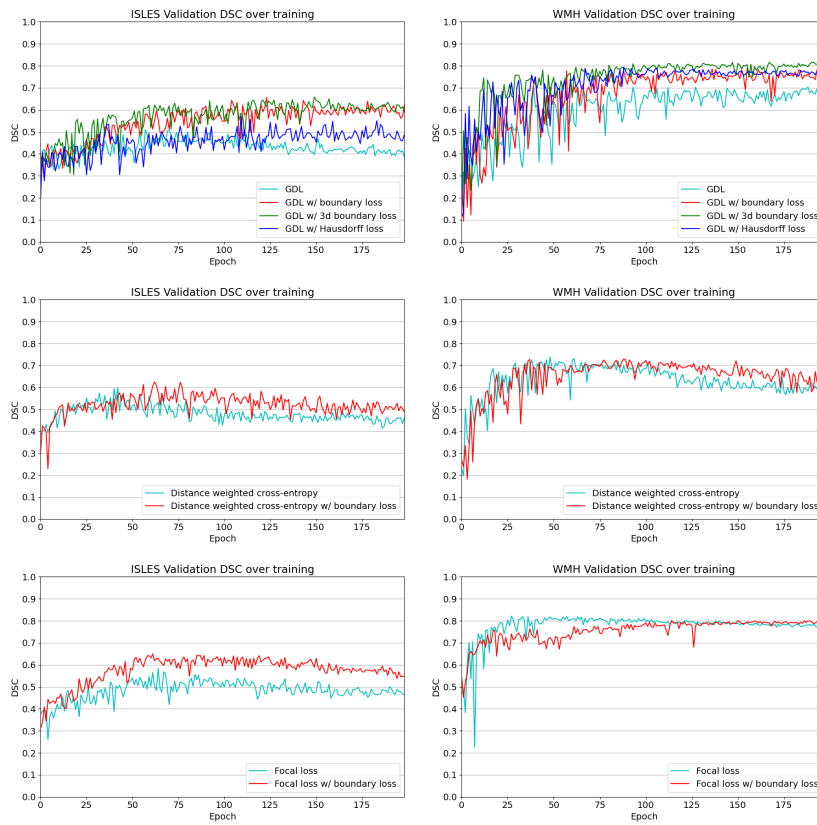 ISLES Validation DSC over training
1.0
0.9
0.8
0.7
0.6
0.5
0.4
0.3
0.2
0.1
0.0
DSC
GDL
GDL w/ boundary loss
GDL w/ 3d boundary loss
GDL w/ Hausdorff loss
0 25 50 75 100 125 150 175
Epoch
WMH Validation DSC over training
1.0
0.9
0.8
0.7
0.6
0.5
0.4
0.3
0.2
0.1
0.0
DSC
GDL
GDL w/ boundary loss
GDL w/ 3d boundary loss
GDL w/ Hausdorff loss
0 25 50 75 100 125 150 175
Epoch
ISLES Validation DSC over training
1.0
0.9
0.8
0.7
0.6
0.5
0.4
0.3
0.2
0.1
0.0
DSC
Distance weighted cross-entropy
Distance weighted cross-entropy w/ boundary loss
0 25 50 75 100 125 150 175
Epoch
WMH Validation DSC over training
1.0
0.9
0.8
0.7
0.6
0.5
0.4
0.3
0.2
0.1
0.0
DSC
Distance weighted cross-entropy
Distance weighted cross-entropy w/ boundary loss
0 25 50 75 100 125 150 175
Epoch
ISLES Validation DSC over training
1.0
0.9
0.8
0.7
0.6
0.5
0.4
0.3
0.2
0.1
0.0
DSC
Focal loss
Focal loss w/ boundary loss
0 25 50 75 100 125 150 175
Epoch
WMH Validation DSC over training
1.0
0.9
0.8
0.7
0.6
0.5
0.4
0.3
0.2
0.1
0.0
DSC
Focal loss
Focal loss w/ boundary loss
0 25 50 75 100 125 150 175
Epoch